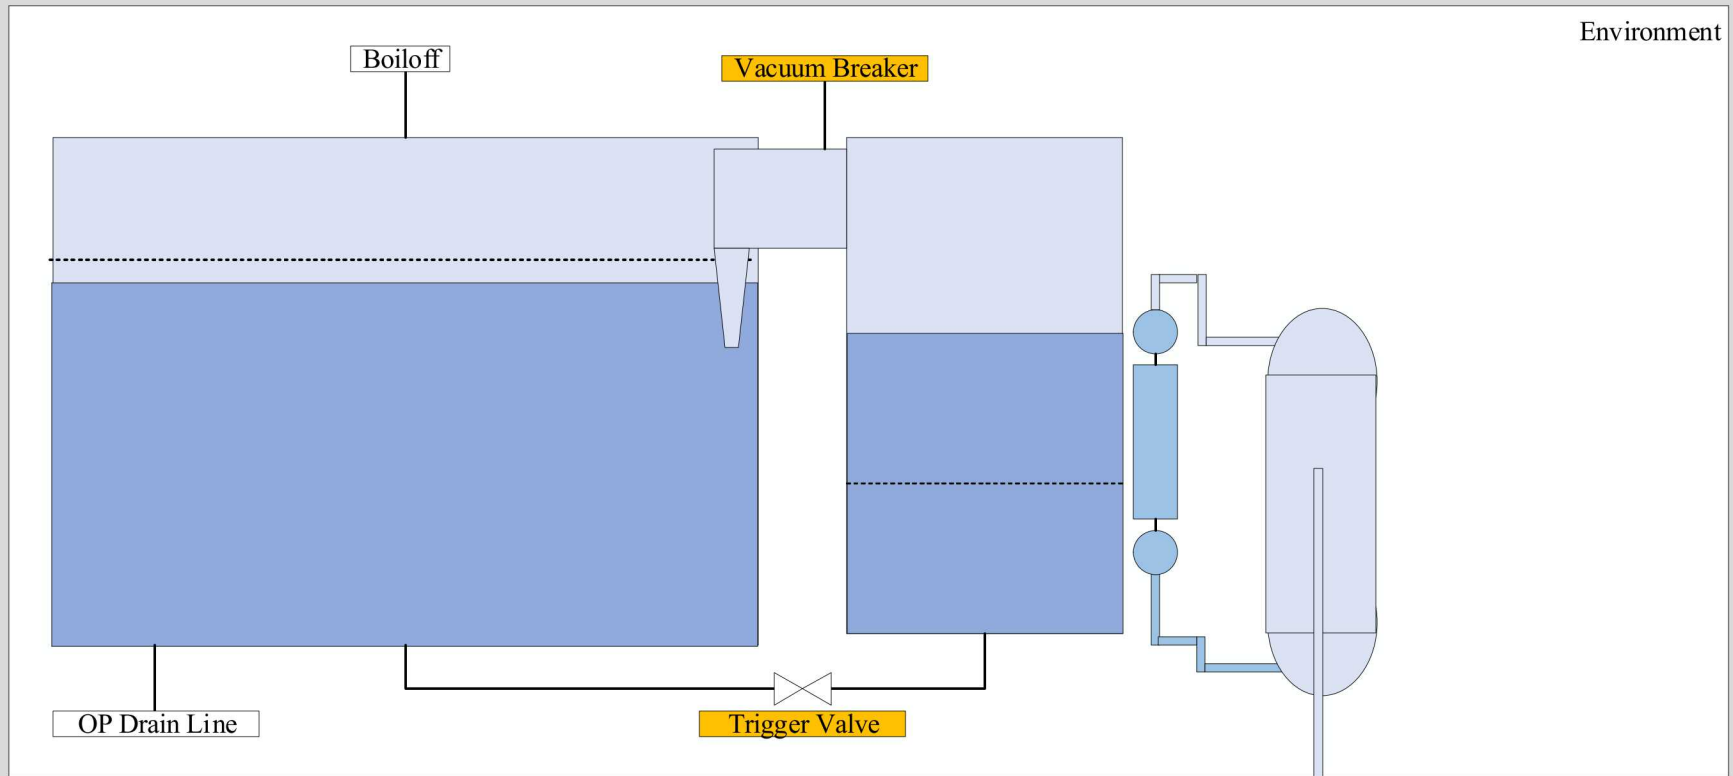 Environment
Boiloff
Vacuum Breaker
OP Drain Line
Trigger Valve